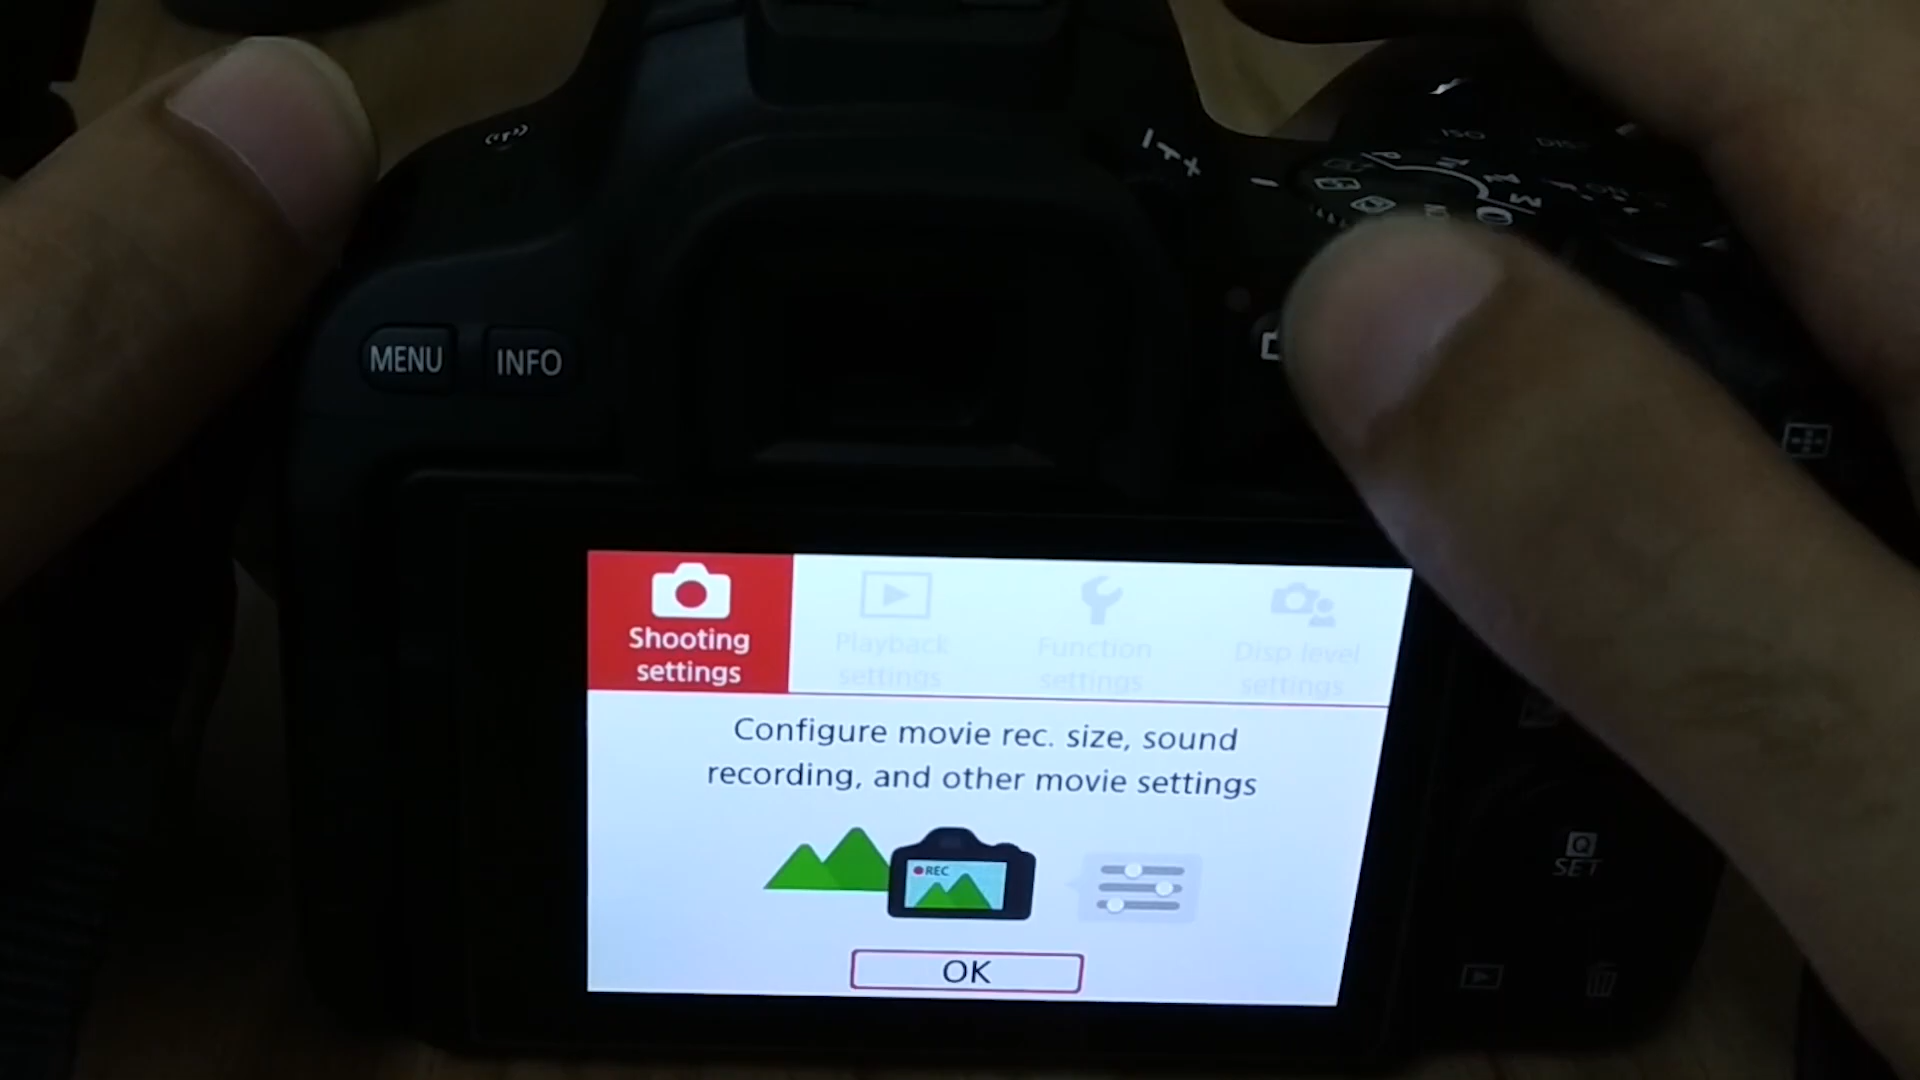 ISO
MENU
INFO
Shooting
settings
Playback
settings
Function
settings
Disp level
settings
Configure movie rec. size, sound
recording, and other movie settings
REC
OK
Q
SET